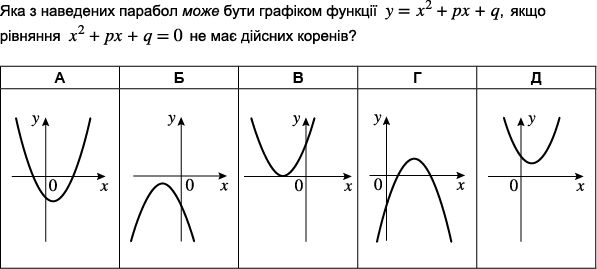 Яка з наведених парабол може бути графіком функції y = x² + px + q, якщо
рівняння x² + px + q = 0 не має дійсних коренів?
А Б В Г Д
y y y y y
0 x 0 x 0 x 0 x 0 x